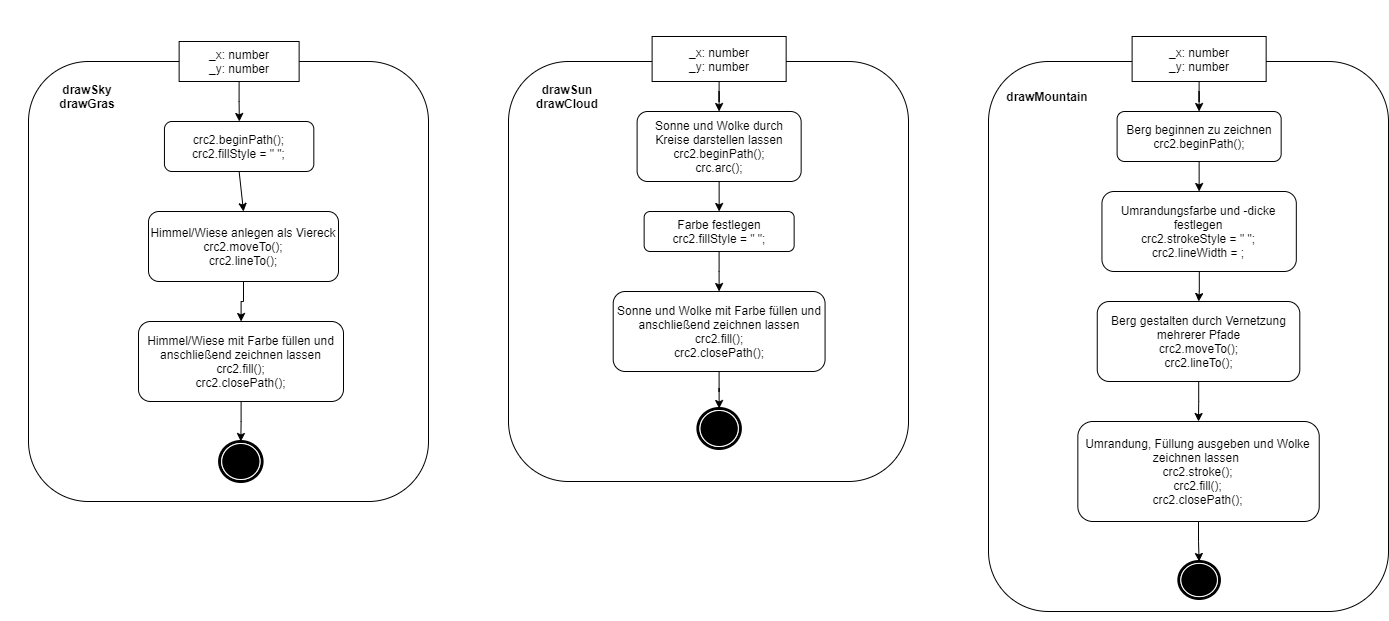 _x: number
_y: number
drawSky
drawGras
crc2.beginPath();
crc2.fillStyle = " ";
Himmel/Wiese anlegen als Viereck
crc2.moveTo();
crc2.lineTo();
Himmel/Wiese mit Farbe füllen und
anschließend zeichnen lassen
crc2.fill();
crc2.closePath();
_x: number
_y: number
drawSun
drawCloud
Sonne und Wolke durch
Kreise darstellen lassen
crc2.beginPath();
crc.arc();
Farbe festlegen
crc2.fillStyle = " ";
Sonne und Wolke mit Farbe füllen und
anschließend zeichnen lassen
crc2.fill();
crc2.closePath();
_x: number
_y: number
drawMountain
Berg beginnen zu zeichnen
crc2.beginPath();
Umrandungsfarbe und -dicke
festlegen
crc2.strokeStyle = " ";
crc2.lineWidth = ;
Berg gestalten durch Vernetzung
mehrerer Pfade
crc2.moveTo();
crc2.lineTo();
Umrandung, Füllung ausgeben und Wolke
zeichnen lassen
crc2.stroke();
crc2.fill();
crc2.closePath();